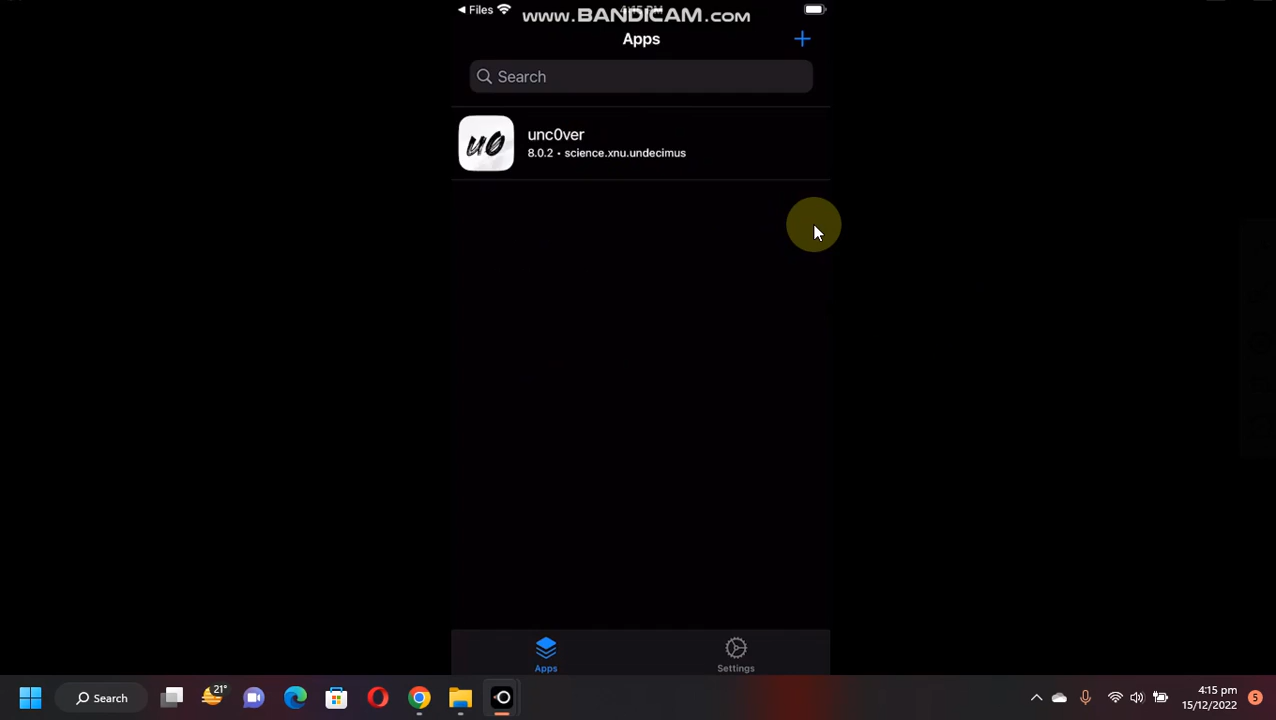 ◀ Files
www.BANDICAM.com
Apps
+
Search
u0
unc0ver
8.0.2 • science.xnu.undecimus
Apps
Settings
Search
21°
4:15 pm
15/12/2022
5